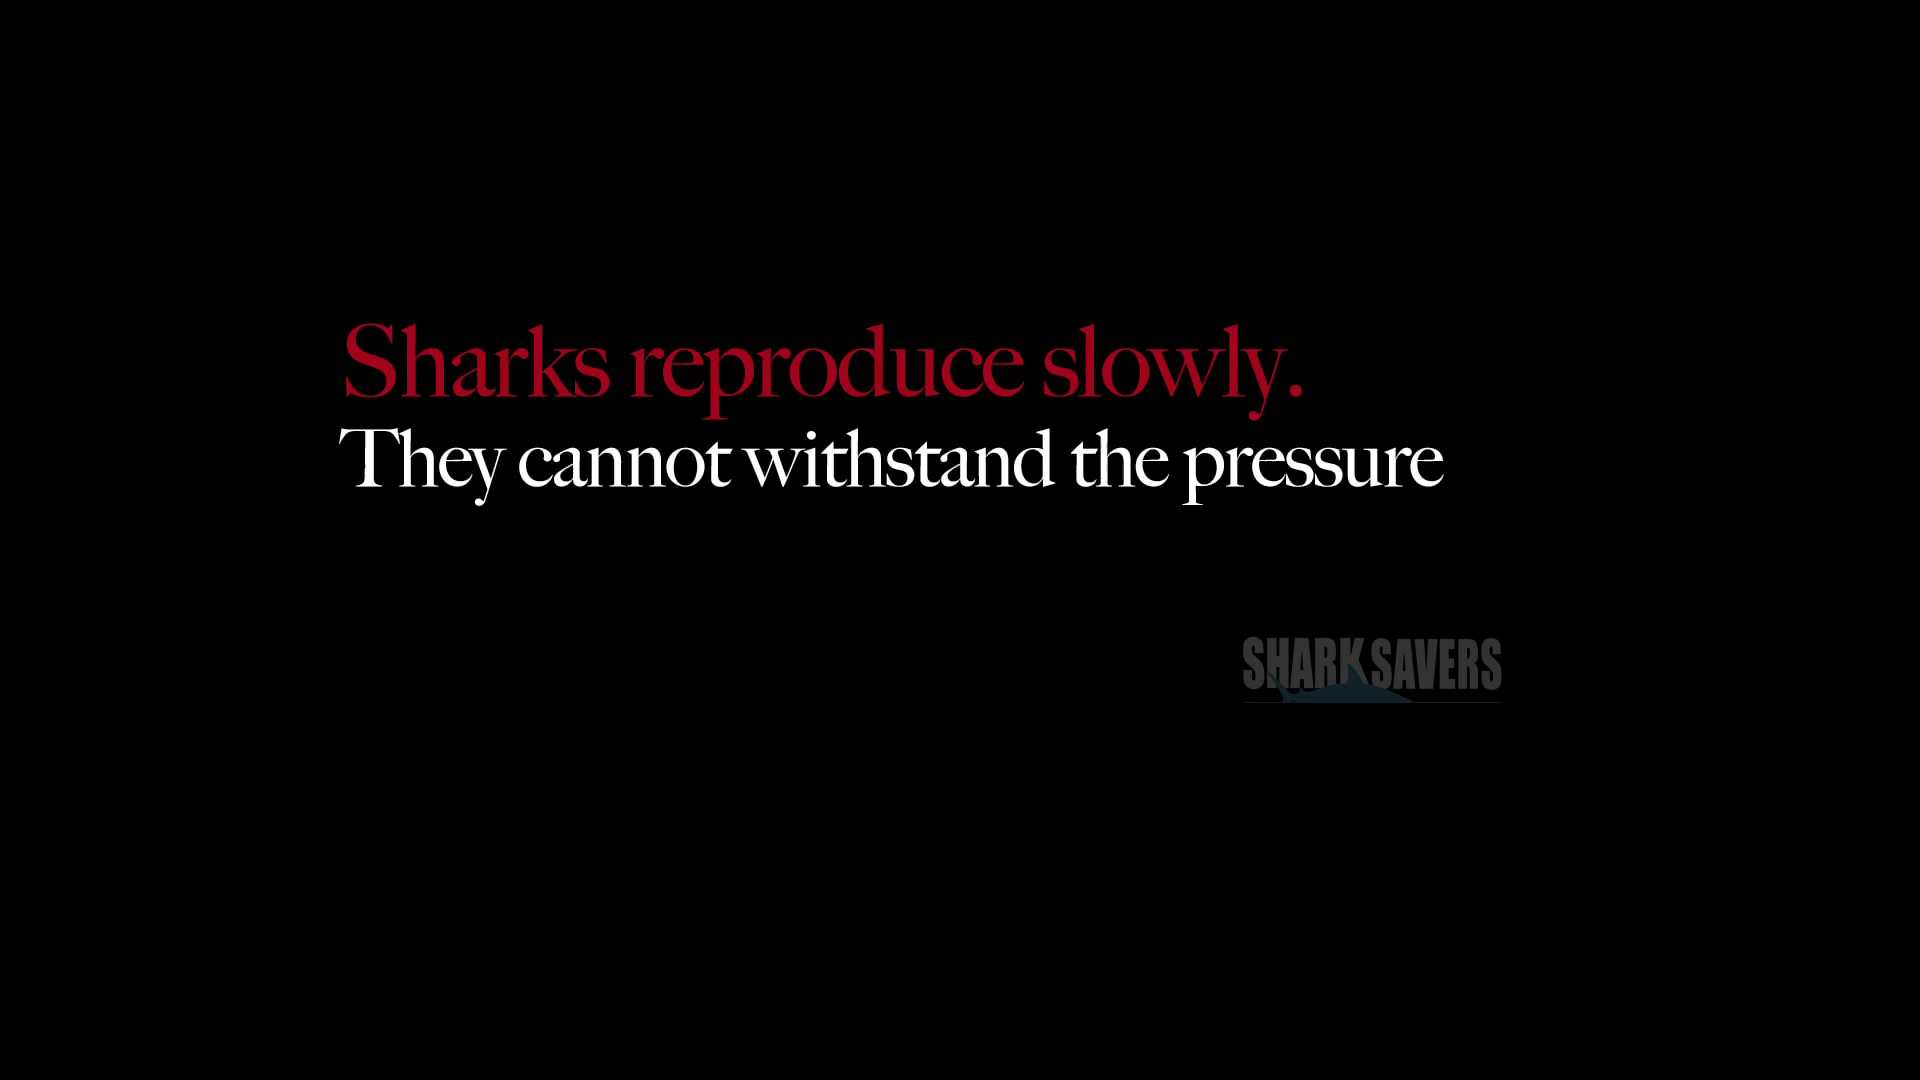 Sharks reproduce slowly.
They cannot withstand the pressure
SHARK SAVERS